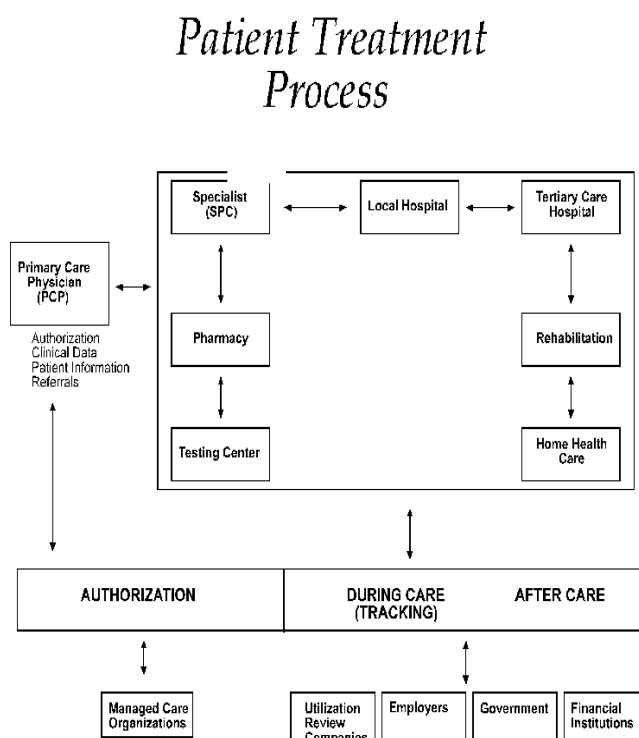 Patient Treatment
Process
Specialist
(SPC)
Local Hospital
Tertiary Care
Hospital
Primary Care
Physician
(PCP)
Authorization
Clinical Data
Patient Information
Referrals
Pharmacy
Rehabilitation
Testing Center
Home Health
Care
AUTHORIZATION
DURING CARE
(TRACKING)
AFTER CARE
Managed Care
Organizations
Utilization
Review
Companies
Employers
Government
Financial
Institutions